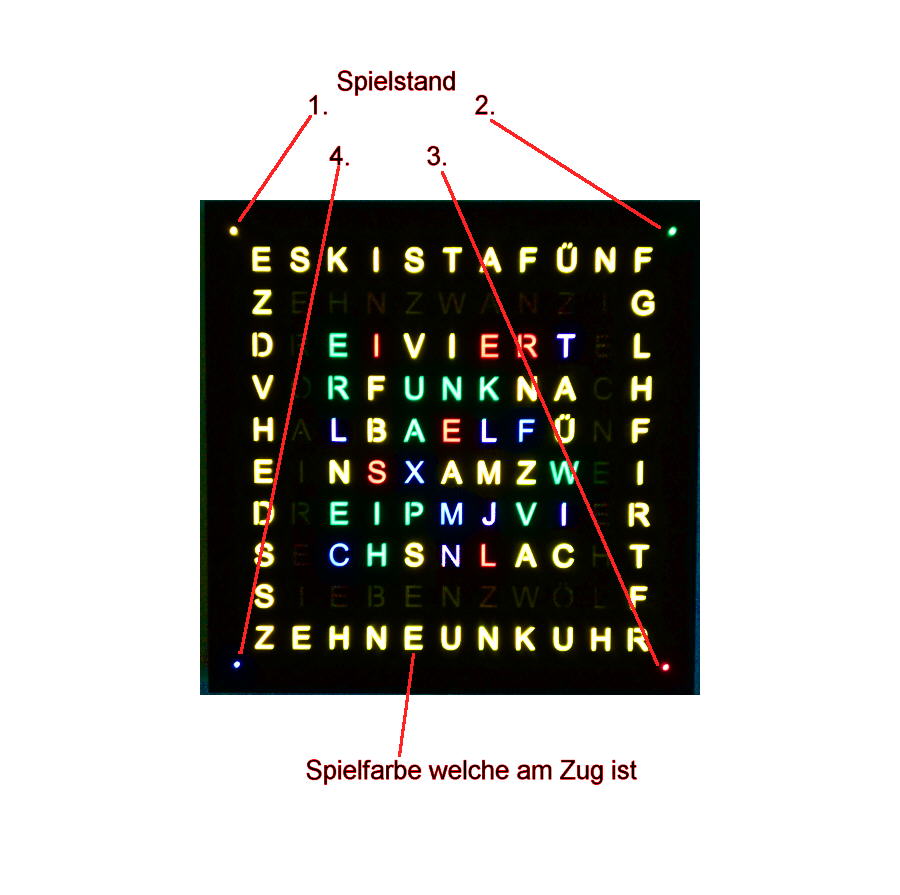 Spielstand
1. 2.
4. 3.
ESKISTAFÜNF
ZEHNZWANZIG
DREIVIERTEL
VORFUNKNACH
HALBAELFÜNF
EINSXAMZWEI
DREIPMJVIER
SECHSNLACHT
SIEBENZWÖLF
ZEHNEUNKUHR
Spielfarbe welche am Zug ist